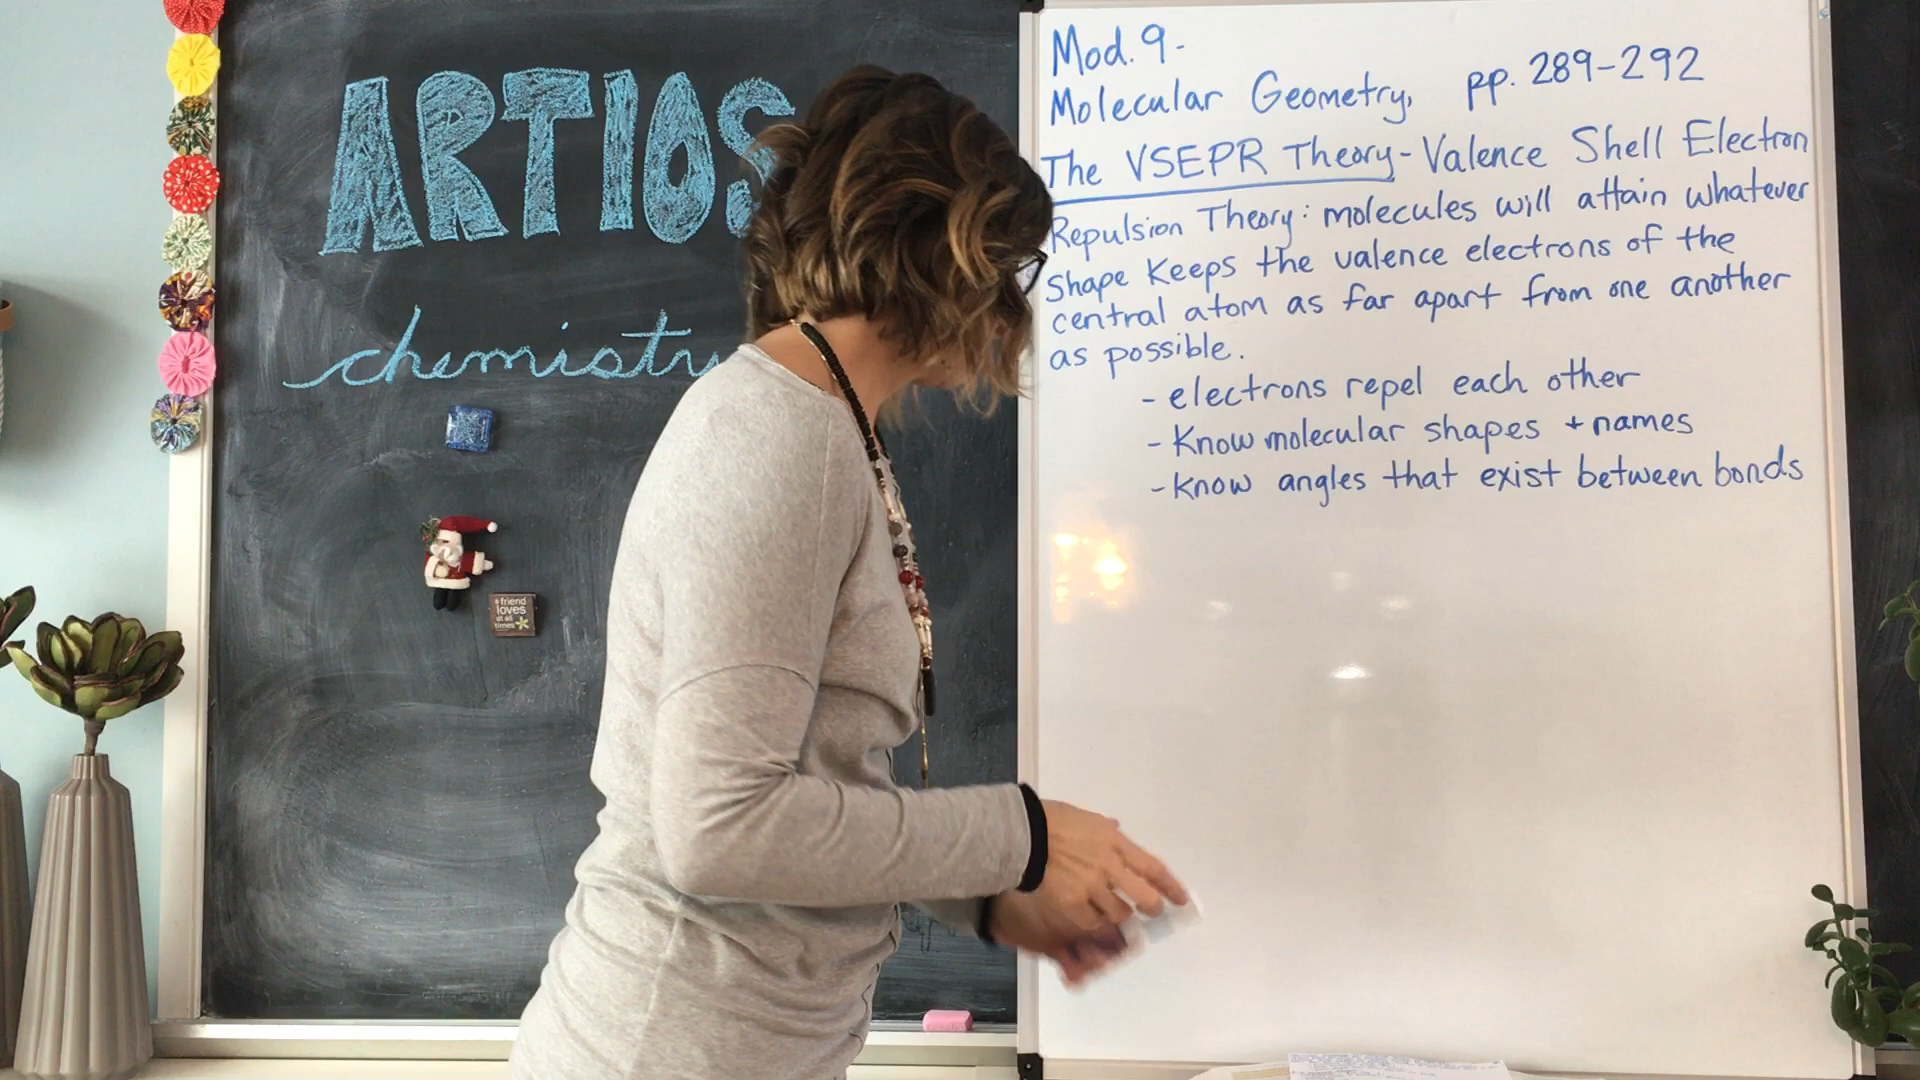 ARTIOS
chemistry
a friend
loves
at all
times
Mod. 9-
Molecular Geometry, pp. 289-292
The VSEPR Theory - Valence Shell Electron
Repulsion Theory: molecules will attain whatever
shape keeps the valence electrons of the
central atom as far apart from one another
as possible.
- electrons repel each other
- Know molecular shapes + names
- know angles that exist between bonds